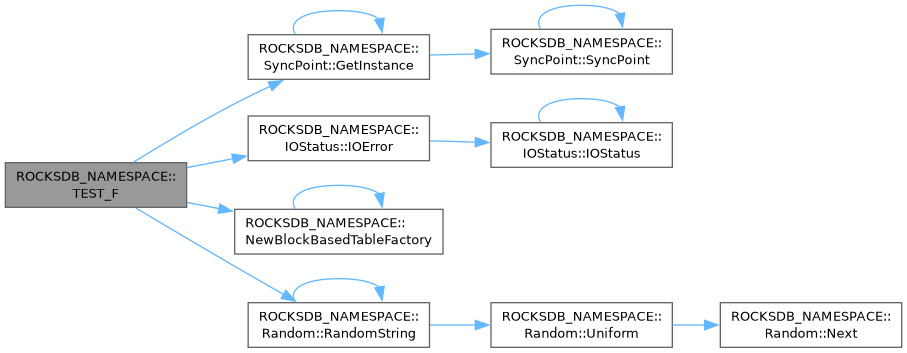 ROCKSDB_NAMESPACE::
TEST_F
ROCKSDB_NAMESPACE::
SyncPoint::GetInstance
ROCKSDB_NAMESPACE::
SyncPoint::SyncPoint
ROCKSDB_NAMESPACE::
IOStatus::IOError
ROCKSDB_NAMESPACE::
IOStatus::IOStatus
ROCKSDB_NAMESPACE::
NewBlockBasedTableFactory
ROCKSDB_NAMESPACE::
Random::RandomString
ROCKSDB_NAMESPACE::
Random::Uniform
ROCKSDB_NAMESPACE::
Random::Next